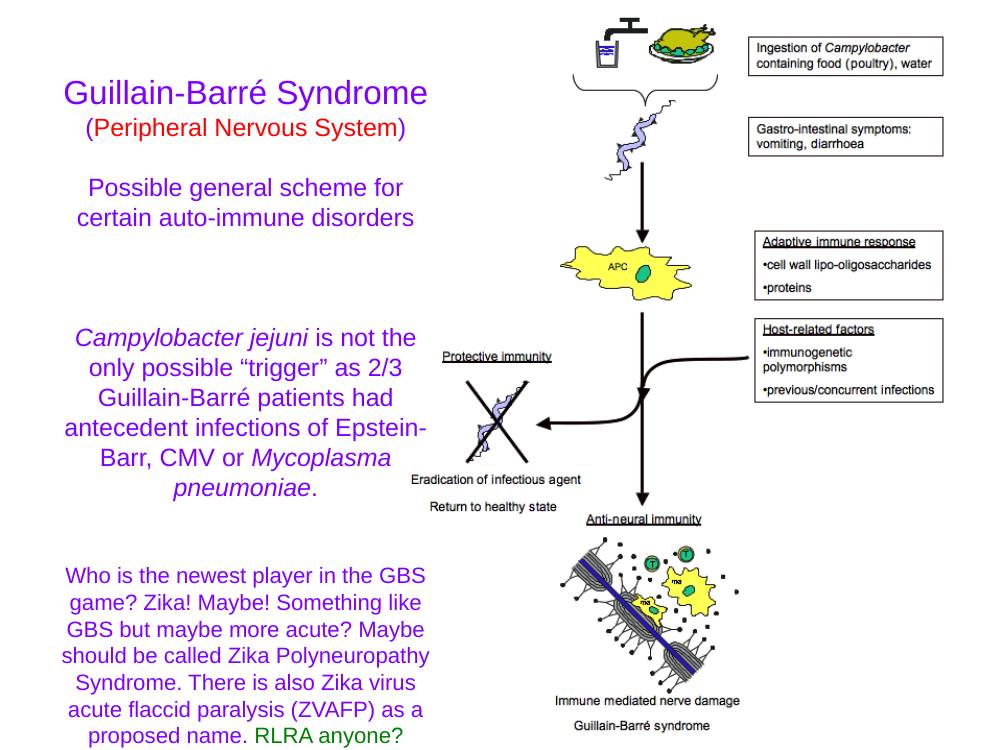 Guillain-Barré Syndrome
(Peripheral Nervous System)
Possible general scheme for
certain auto-immune disorders
Campylobacter jejuni is not the
only possible “trigger” as 2/3
Guillain-Barré patients had
antecedent infections of Epstein-
Barr, CMV or Mycoplasma
pneumoniae.
Who is the newest player in the GBS
game? Zika! Maybe! Something like
GBS but maybe more acute? Maybe
should be called Zika Polyneuropathy
Syndrome. There is also Zika virus
acute flaccid paralysis (ZVAFP) as a
proposed name. RLRA anyone?
Ingestion of Campylobacter
containing food (poultry), water
Gastro-intestinal symptoms:
vomiting, diarrhoea
APC
Adaptive immune response
•cell wall lipo-oligosaccharides
•proteins
Host-related factors
•immunogenetic
polymorphisms
•previous/concurrent infections
Protective immunity
Eradication of infectious agent
Return to healthy state
Anti-neural immunity
T
T
ma
ma
Immune mediated nerve damage
Guillain-Barré syndrome